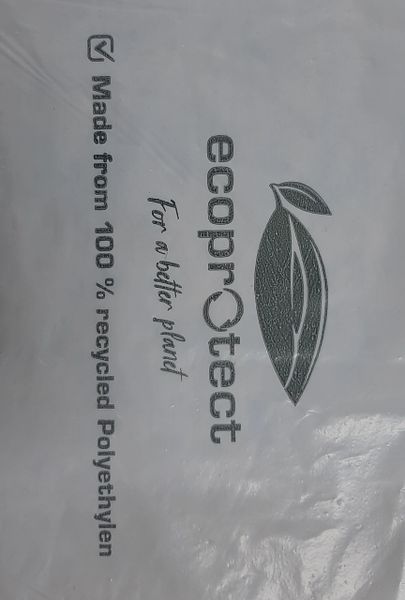 ecoprotect
For a better planet
Made from 100 % recycled Polyethylen